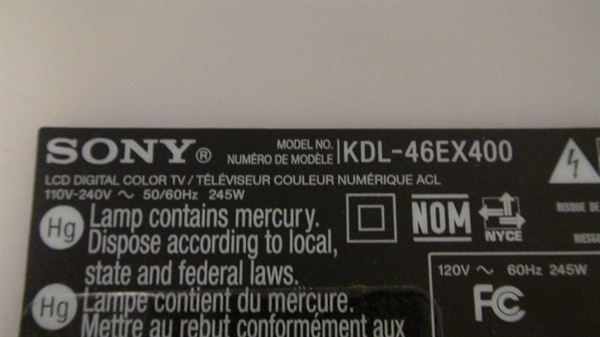 SONY® MODEL NO. NUMÉRO DE MODÈLE KDL-46EX400
LCD DIGITAL COLOR TV / TÉLÉVISEUR COULEUR NUMÉRIQUE ACL
110V-240V ~ 50/60Hz 245W
Hg Lamp contains mercury.
Dispose according to local,
state and federal laws.
Hg Lampe contient du mercure.
Mettre au rebut conformément aux
NOM
NYCE
RISQUE DE
120V ~ 60Hz 245W
FC